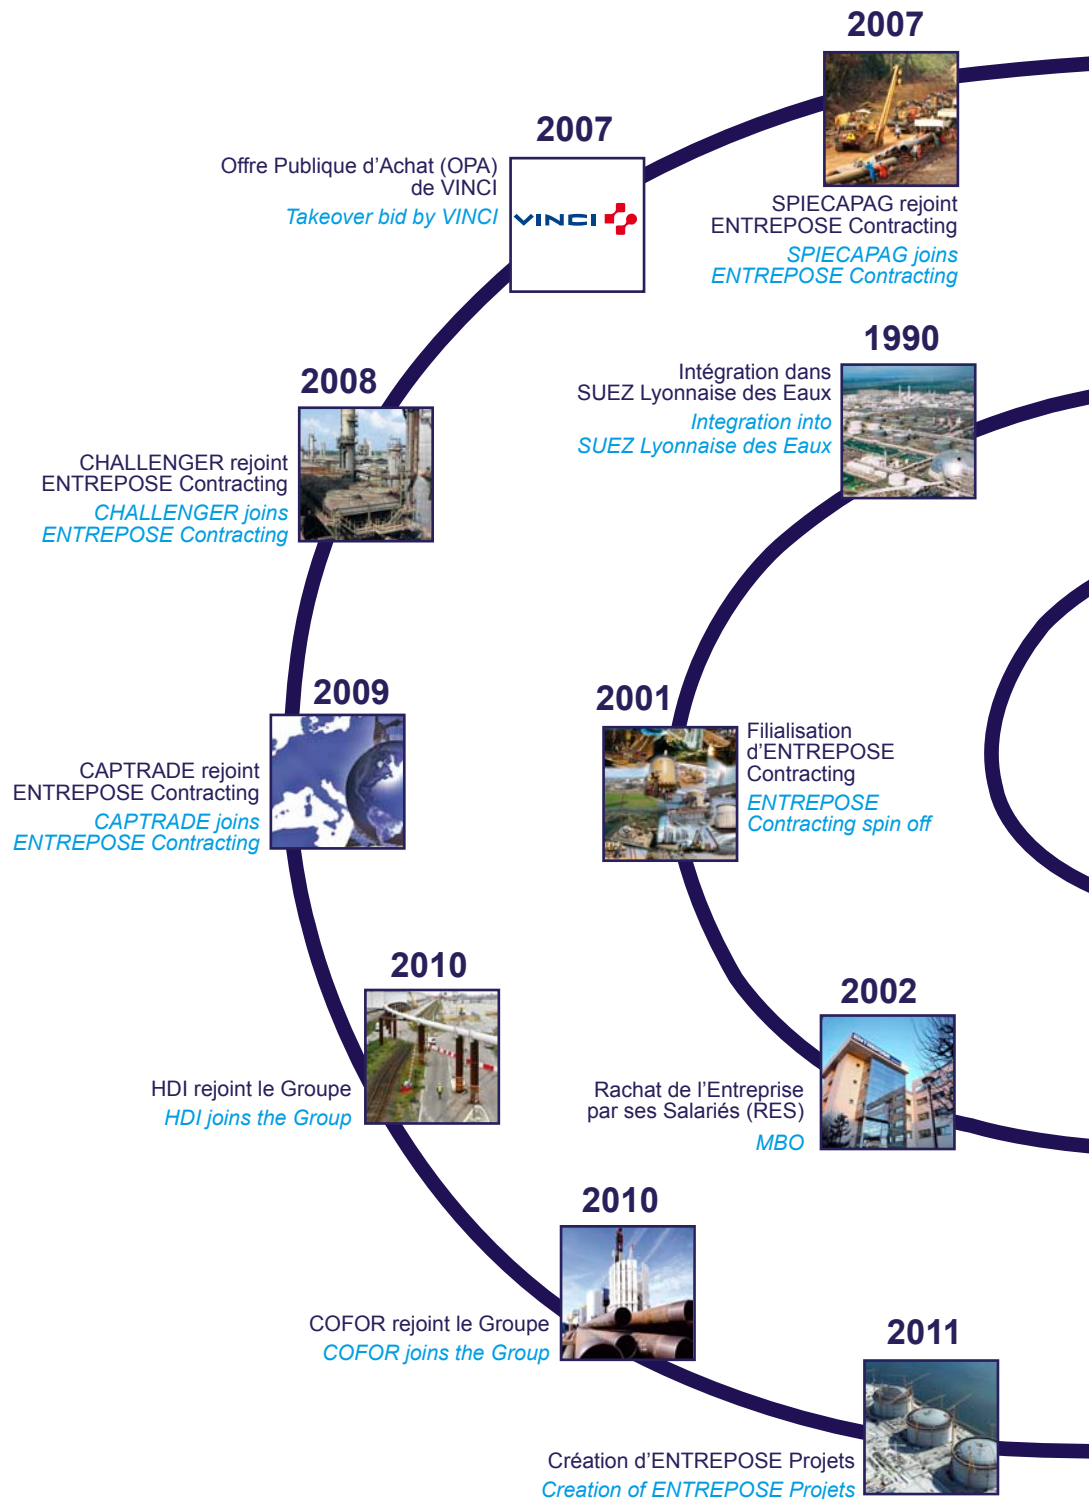 2007
SPIECAPAG rejoint
ENTREPOSE Contracting
SPIECAPAG joins
ENTREPOSE Contracting
2007
Offre Publique d’Achat (OPA)
de VINCI
Takeover bid by VINCI
VINCI
1990
Intégration dans
SUEZ Lyonnaise des Eaux
Integration into
SUEZ Lyonnaise des Eaux
2008
CHALLENGER rejoint
ENTREPOSE Contracting
CHALLENGER joins
ENTREPOSE Contracting
2009
CAPTRADE rejoint
ENTREPOSE Contracting
CAPTRADE joins
ENTREPOSE Contracting
2001
Filialisation
d’ENTREPOSE
Contracting
ENTREPOSE
Contracting spin off
2010
HDI rejoint le Groupe
HDI joins the Group
2002
Rachat de l’Entreprise
par ses Salariés (RES)
MBO
2010
COFOR rejoint le Groupe
COFOR joins the Group
2011
Création d’ENTREPOSE Projets
Creation of ENTREPOSE Projets